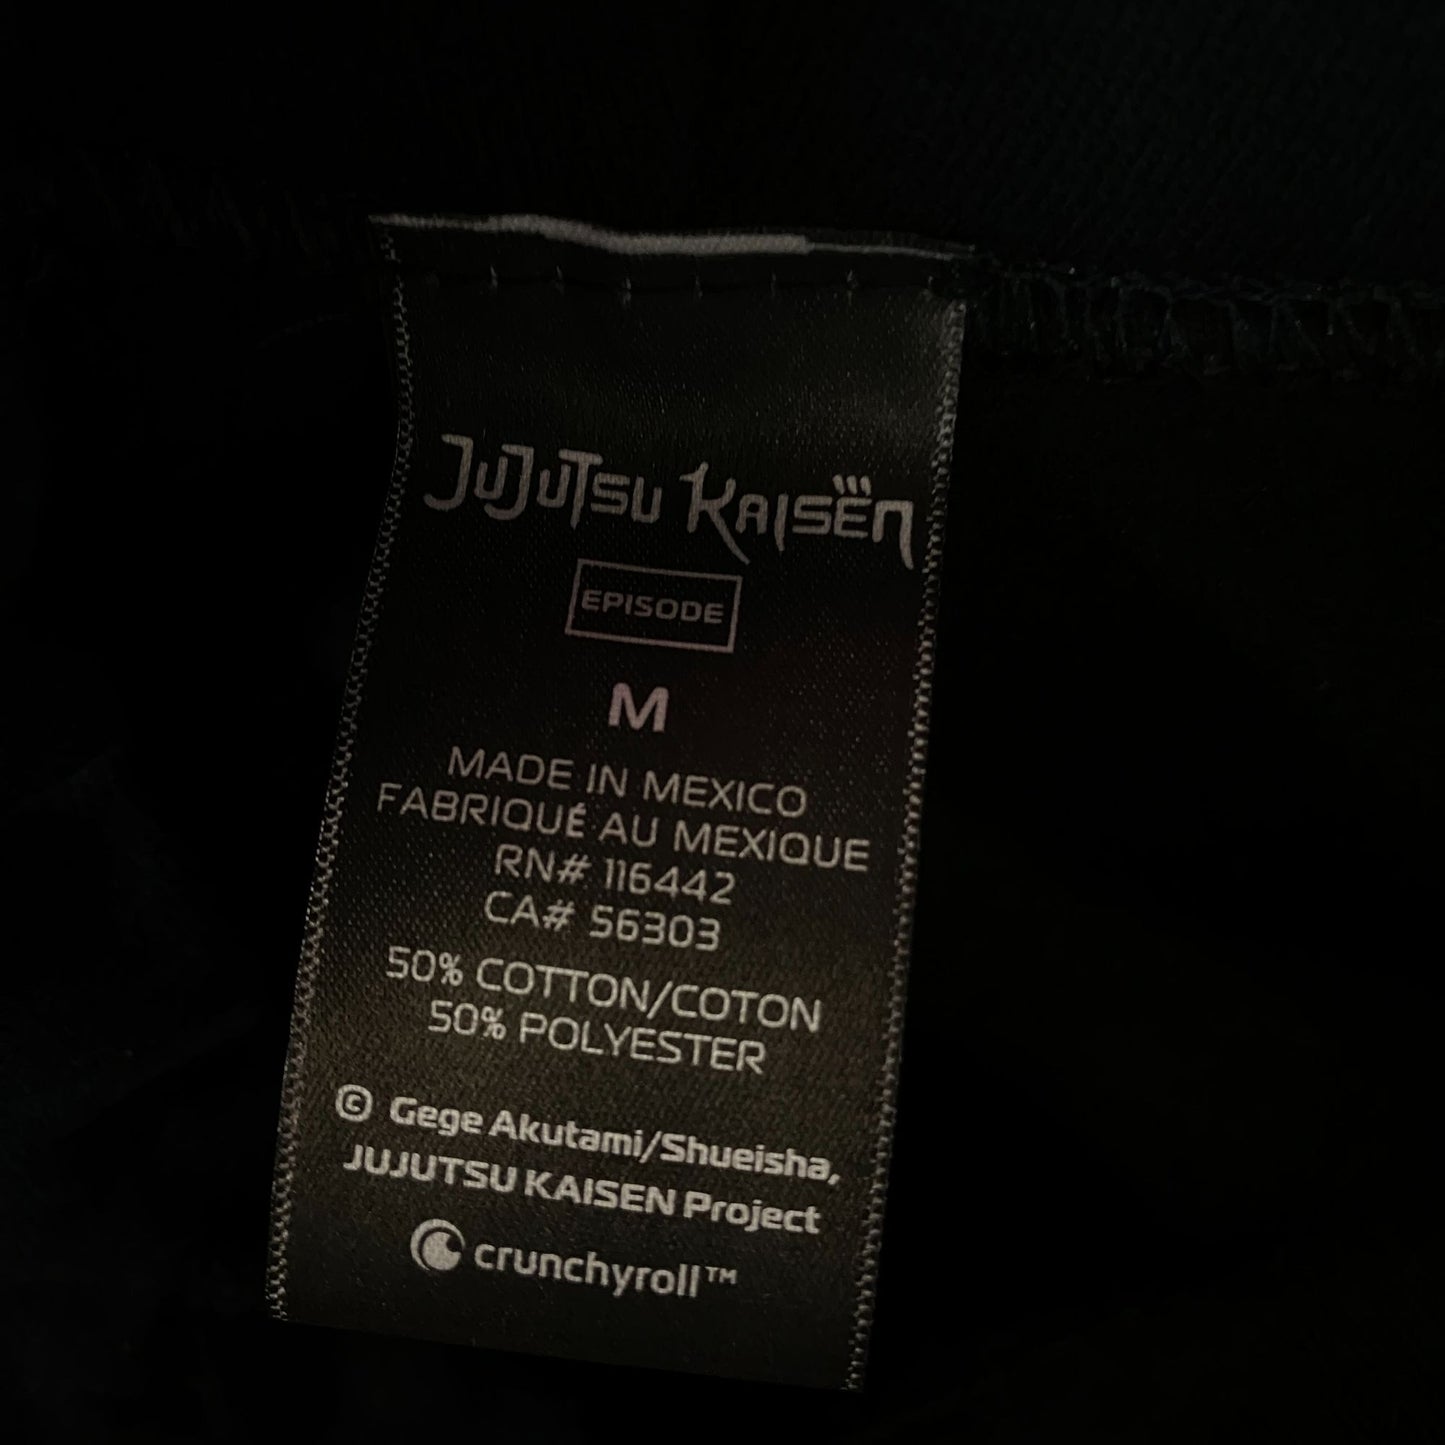 JUJUTSU KAISEN
EPISODE
M
MADE IN MEXICO
FABRIQUÉ AU MEXIQUE
RN# 116442
CA# 56303
50% COTTON/COTON
50% POLYESTER
© Gege Akutami/Shueisha,
JUJUTSU KAISEN Project
crunchyroll™